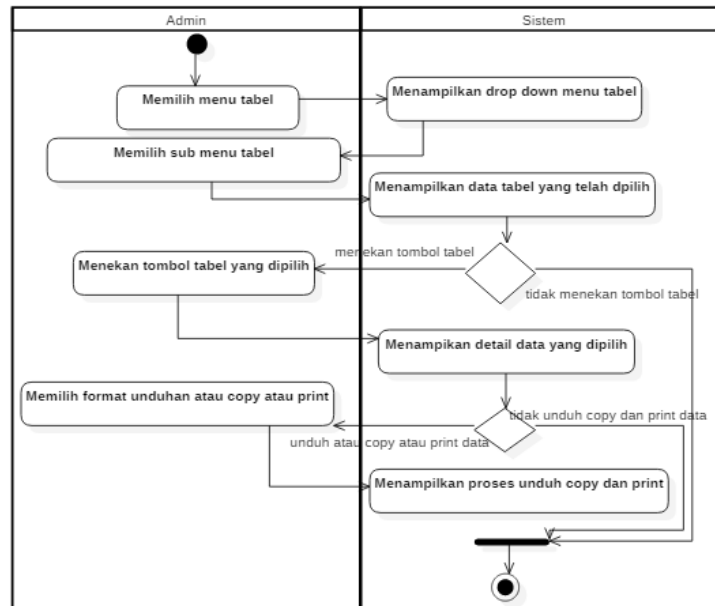 Admin
Sistem
Memilih menu tabel
Menampilkan drop down menu tabel
Memilih sub menu tabel
Menampilkan data tabel yang telah dpilih
menekan tombol tabel
Menekan tombol tabel yang dipilih
tidak menekan tombol tabel
Menampikan detail data yang dipilih
Memilih format unduhan atau copy atau print
tidak unduh copy dan print data
unduh atau copy atau print data
Menampilkan proses unduh copy dan print